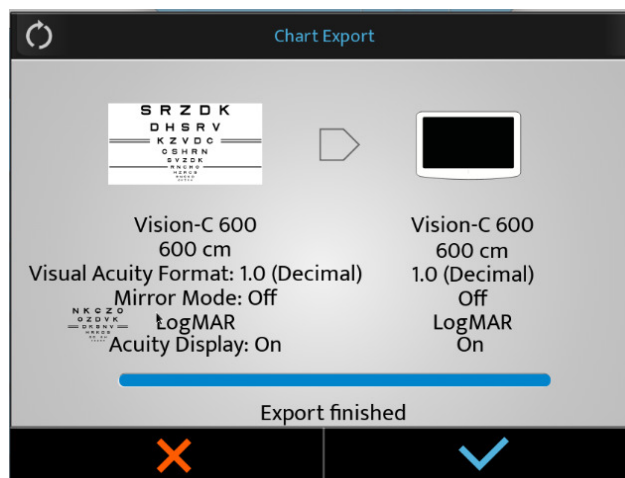 Chart Export
S R Z D K
D H S R V
K Z V D C
C S H R N
S V Z D K
Vision-C 600
600 cm
Visual Acuity Format: 1.0 (Decimal)
Mirror Mode: Off
LogMAR
Acuity Display: On
N K C Z O
O Z D V K
Vision-C 600
600 cm
1.0 (Decimal)
Off
LogMAR
On
Export finished